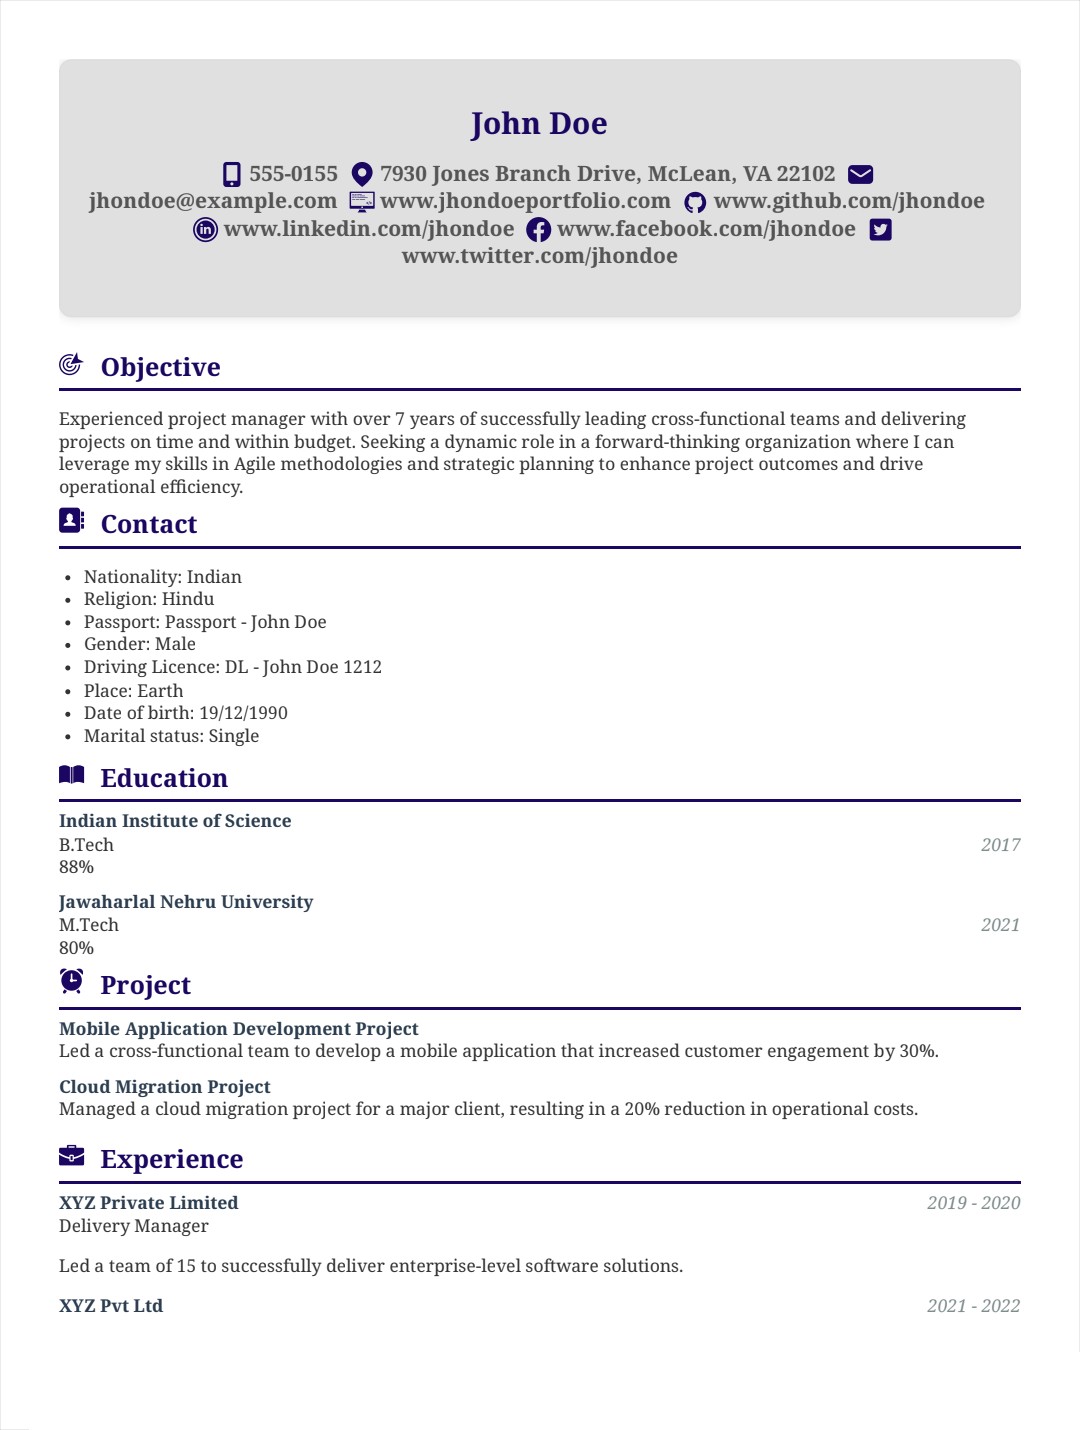 John Doe
555-0155 7930 Jones Branch Drive, McLean, VA 22102
jhondoe@example.com www.jhondoeportfolio.com www.github.com/jhondoe
www.linkedin.com/jhondoe www.facebook.com/jhondoe
www.twitter.com/jhondoe
Objective
Experienced project manager with over 7 years of successfully leading cross-functional teams and delivering
projects on time and within budget. Seeking a dynamic role in a forward-thinking organization where I can
leverage my skills in Agile methodologies and strategic planning to enhance project outcomes and drive
operational efficiency.
Contact
• Nationality: Indian
• Religion: Hindu
• Passport: Passport - John Doe
• Gender: Male
• Driving Licence: DL - John Doe 1212
• Place: Earth
• Date of birth: 19/12/1990
• Marital status: Single
Education
Indian Institute of Science
B.Tech 2017
88%
Jawaharlal Nehru University
M.Tech 2021
80%
Project
Mobile Application Development Project
Led a cross-functional team to develop a mobile application that increased customer engagement by 30%.
Cloud Migration Project
Managed a cloud migration project for a major client, resulting in a 20% reduction in operational costs.
Experience
XYZ Private Limited 2019 - 2020
Delivery Manager
Led a team of 15 to successfully deliver enterprise-level software solutions.
XYZ Pvt Ltd 2021 - 2022